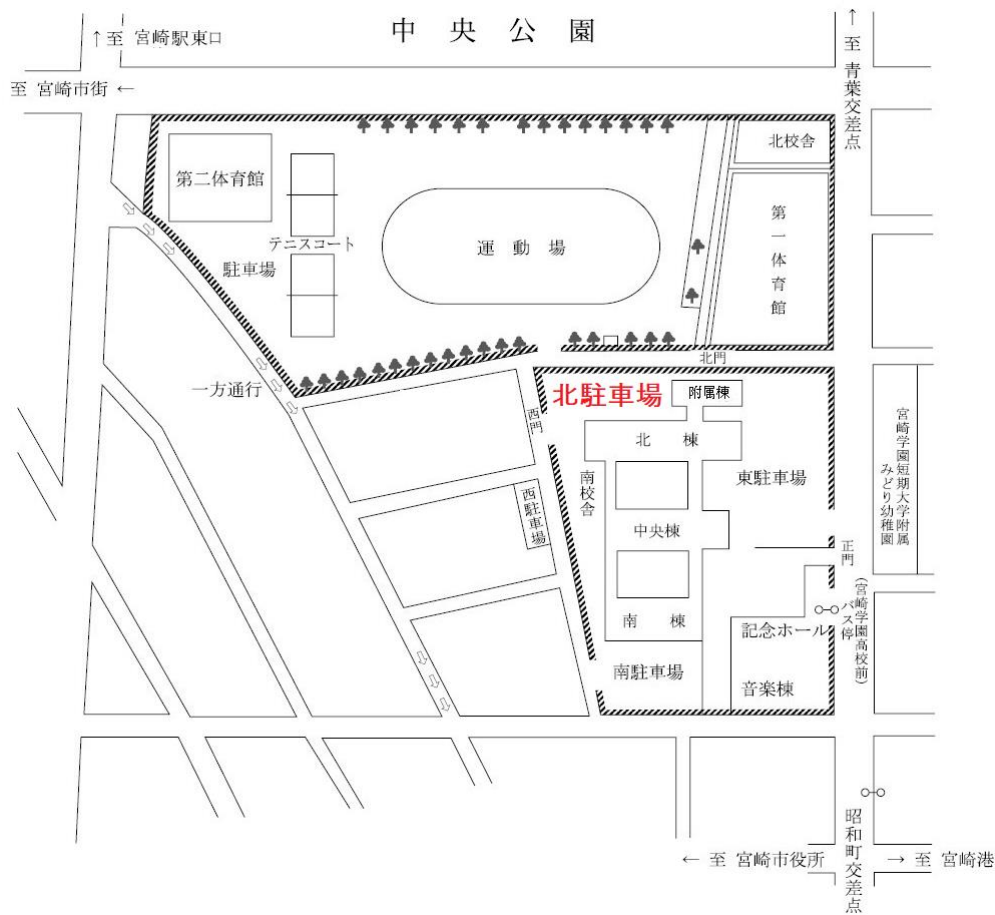 中央公園
↑至 宮崎駅東口
↑至 青葉交差点
至 宮崎市街 ←
北校舎
第二体育館
第一体育館
テニスコート
運動場
駐車場
北門
一方通行
北駐車場
附属棟
西門
北棟
宮崎学園短期大学附属
みどり幼稚園
南校舎
東駐車場
西駐車場
中央棟
正門
バス停
(宮崎学園高校前)
南棟
記念ホール
南駐車場
音楽棟
昭和町交差点
← 至 宮崎市役所
→ 至 宮崎港